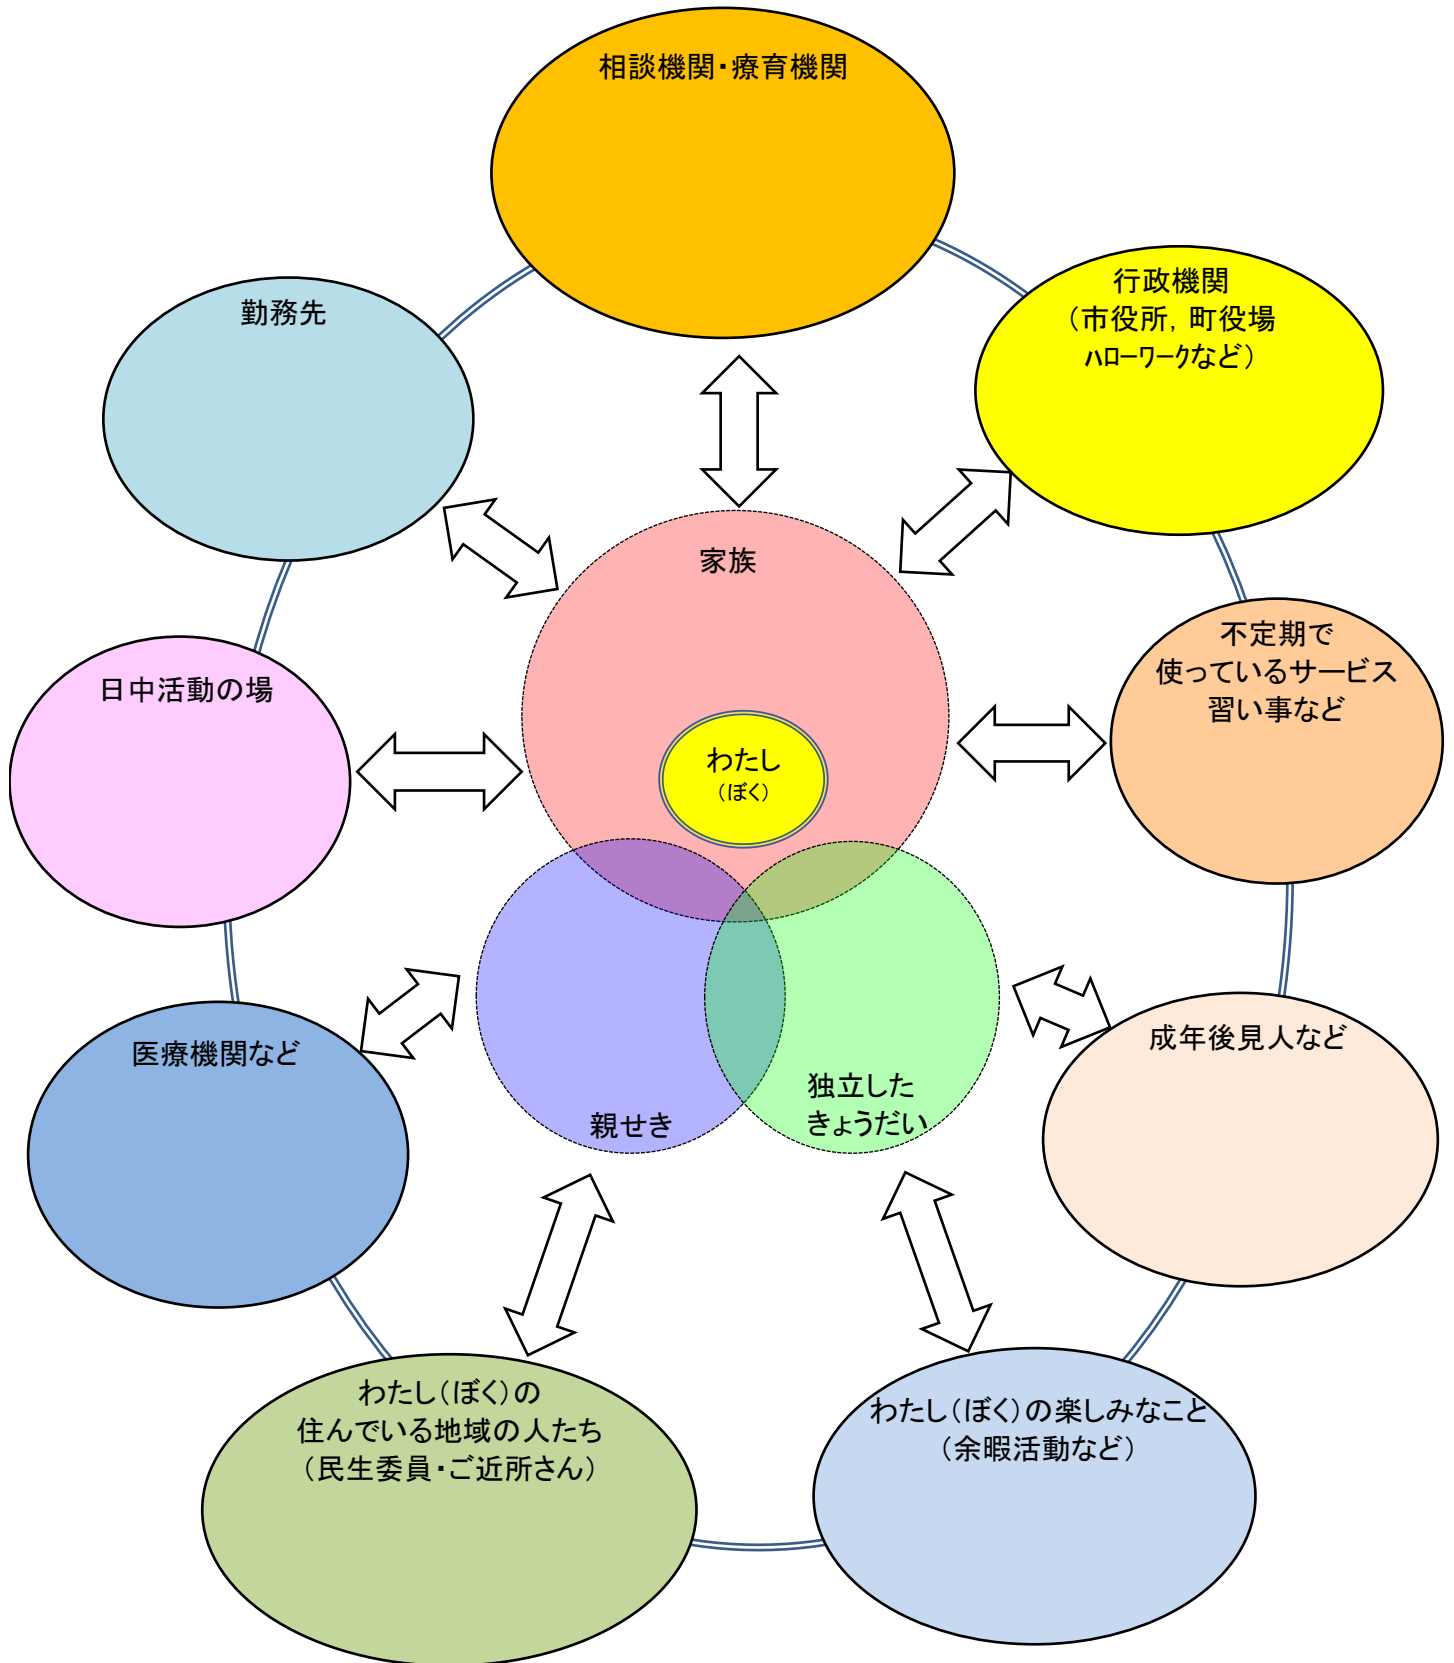 相談機関・療育機関
行政機関
（市役所，町役場
ﾊﾛｰﾜｰｸなど）
勤務先
家族
不定期で
使っているサービス
習い事など
日中活動の場
わたし
（ぼく）
医療機関など
成年後見人など
独立した
きょうだい
親せき
わたし（ぼく）の
住んでいる地域の人たち
（民生委員・ご近所さん）
わたし（ぼく）の楽しみなこと
（余暇活動など）